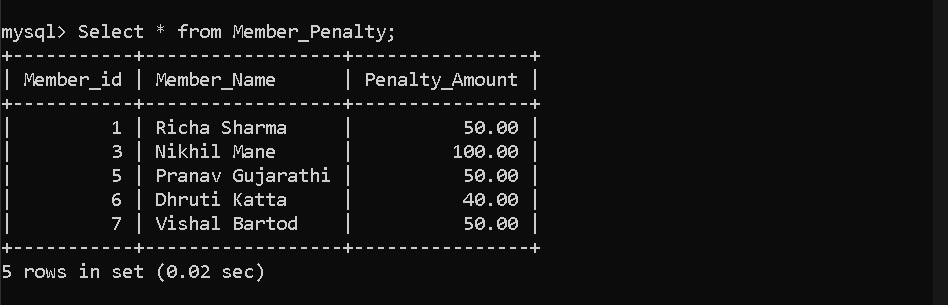 mysql> Select * from Member_Penalty;
+-----------+------------------+----------------+
| Member_id | Member_Name      | Penalty_Amount |
+-----------+------------------+----------------+
|         1 | Richa Sharma     |          50.00 |
|         3 | Nikhil Mane      |         100.00 |
|         5 | Pranav Gujarathi |          50.00 |
|         6 | Dhruti Katta     |          40.00 |
|         7 | Vishal Bartod    |          50.00 |
+-----------+------------------+----------------+
5 rows in set (0.02 sec)